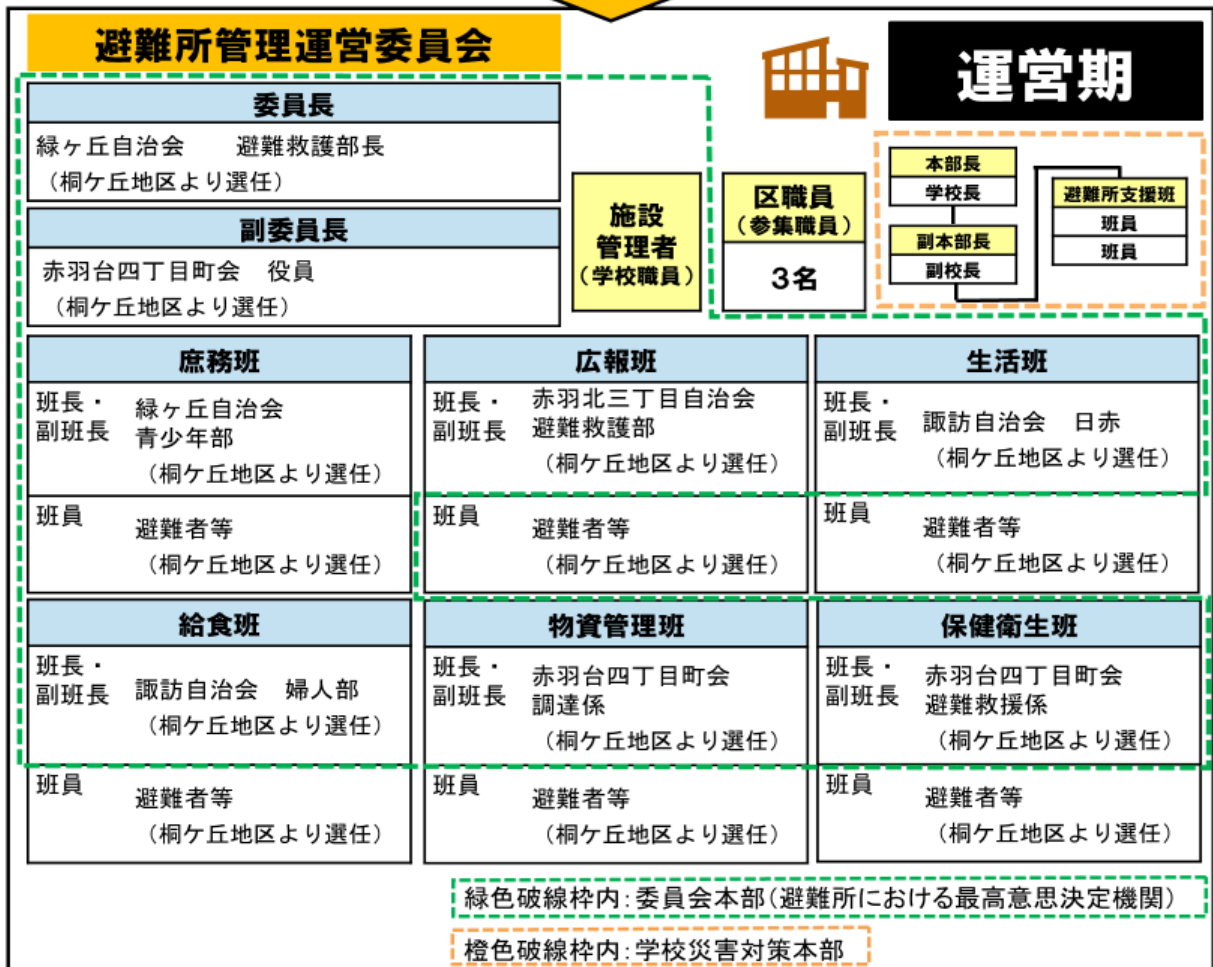 避難所管理運営委員会
運営期
委員長
緑ヶ丘自治会　避難救護部長
(桐ケ丘地区より選任)
副委員長
赤羽台四丁目町会　役員
(桐ケ丘地区より選任)
施設
管理者
(学校職員)
区職員
(参集職員)
3名
本部長
学校長
副本部長
副校長
避難所支援班
班員
班員
庶務班
班長・
副班長
緑ヶ丘自治会
青少年部
(桐ケ丘地区より選任)
班員
避難者等
(桐ケ丘地区より選任)
広報班
班長・
副班長
赤羽北三丁目自治会
避難救護部
(桐ケ丘地区より選任)
班員
避難者等
(桐ケ丘地区より選任)
生活班
班長・
副班長
諏訪自治会　日赤
(桐ケ丘地区より選任)
班員
避難者等
(桐ケ丘地区より選任)
給食班
班長・
副班長
諏訪自治会　婦人部
(桐ケ丘地区より選任)
班員
避難者等
(桐ケ丘地区より選任)
物資管理班
班長・
副班長
赤羽台四丁目町会
調達係
(桐ケ丘地区より選任)
班員
避難者等
(桐ケ丘地区より選任)
保健衛生班
班長・
副班長
赤羽台四丁目町会
避難救援係
(桐ケ丘地区より選任)
班員
避難者等
(桐ケ丘地区より選任)
緑色破線枠内:委員会本部(避難所における最高意思決定機関)
橙色破線枠内:学校災害対策本部